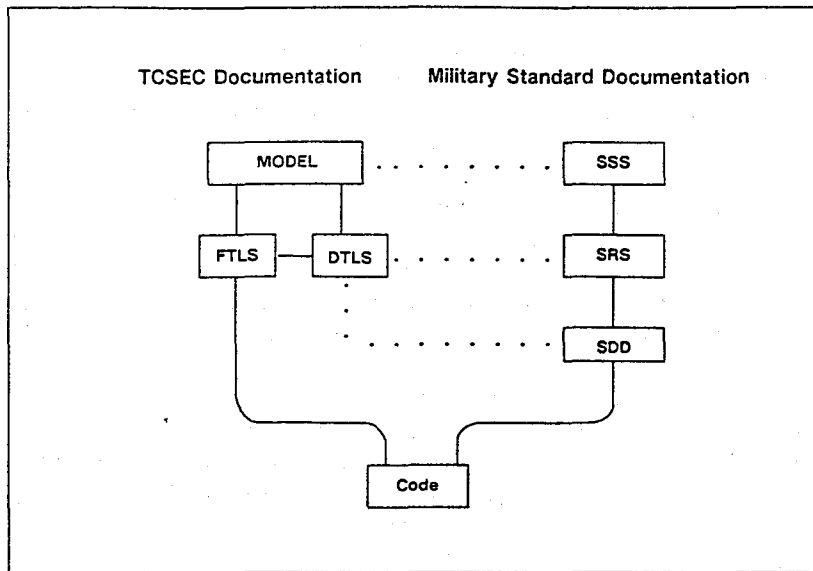 TCSEC Documentation Military Standard Documentation
MODEL SSS
FTLS DTLS SRS
SDD
Code